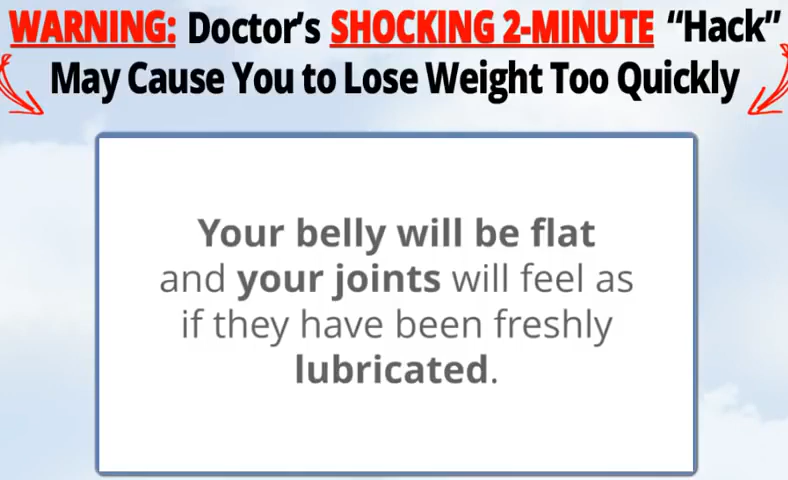 WARNING: Doctor's SHOCKING 2-MINUTE “Hack”
May Cause You to Lose Weight Too Quickly
Your belly will be flat
and your joints will feel as
if they have been freshly
lubricated.